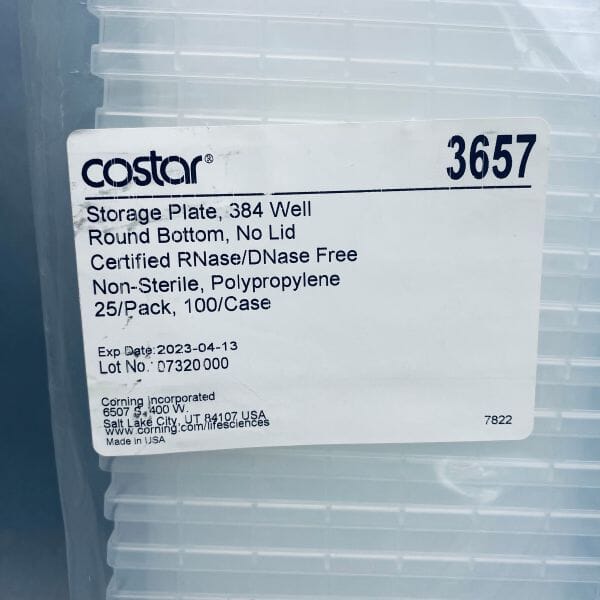 costar® 3657
Storage Plate, 384 Well
Round Bottom, No Lid
Certified RNase/DNase Free
Non-Sterile, Polypropylene
25/Pack, 100/Case
Exp Date: 2023-04-13
Lot No.: 07320000
Corning Incorporated
6507 S. 400 W.
Salt Lake City, UT 84107 USA
www.corning.com/lifesciences
Made in USA 7822